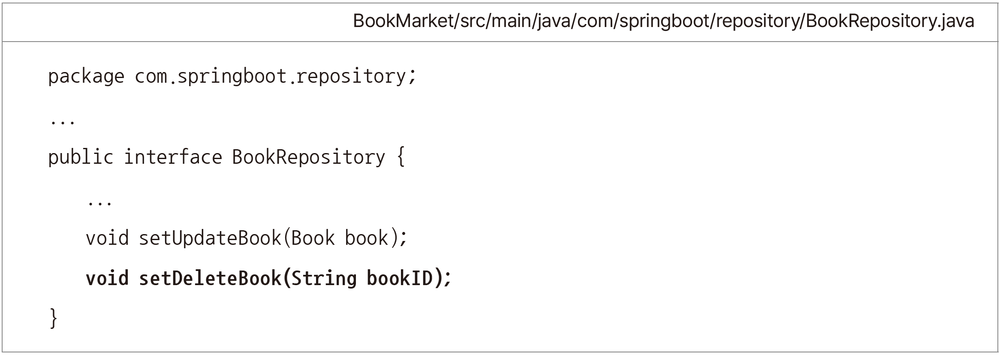 BookMarket/src/main/java/com/springboot/repository/BookRepository.java
package com.springboot.repository;
...
public interface BookRepository {
...
void setUpdateBook(Book book);
void setDeleteBook(String bookID);
}